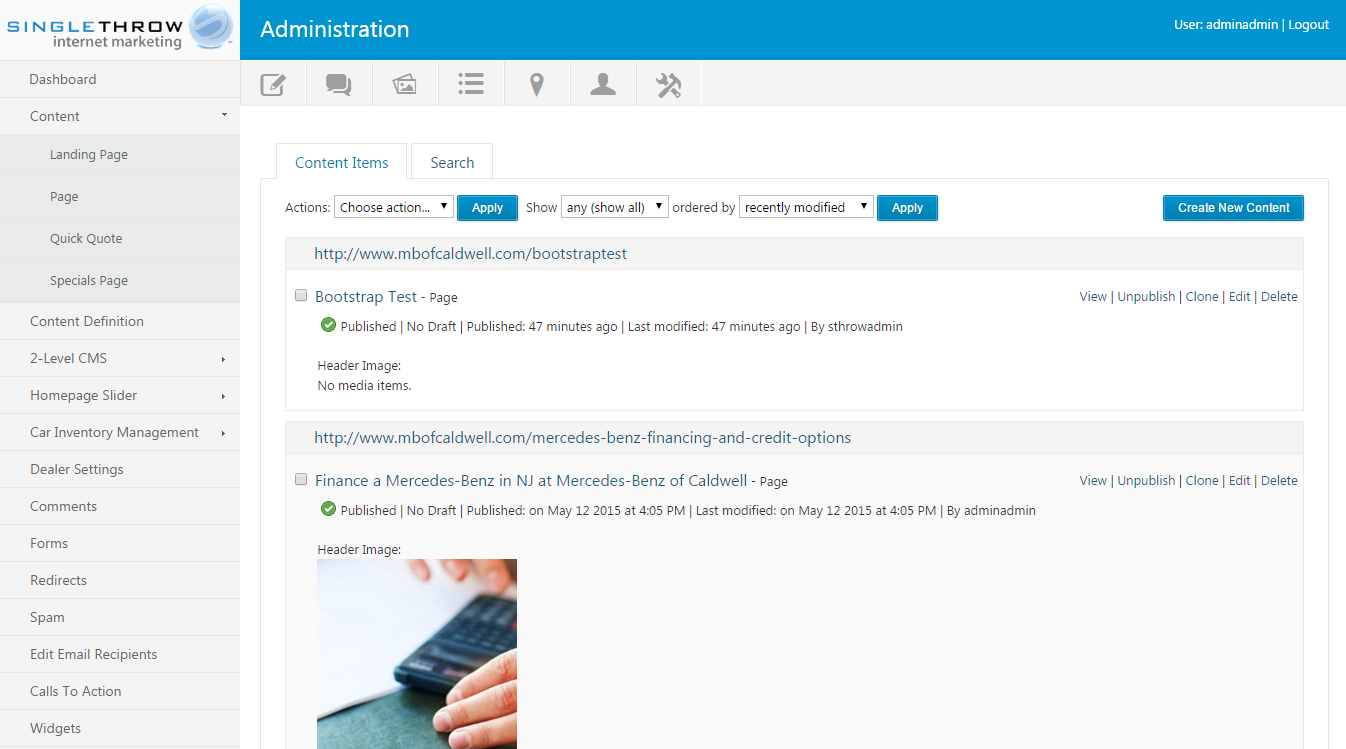 SINGLETHROW
internet marketing
Administration
User: adminadmin | Logout
Dashboard
Content
Landing Page
Page
Quick Quote
Specials Page
Content Definition
2-Level CMS
Homepage Slider
Car Inventory Management
Dealer Settings
Comments
Forms
Redirects
Spam
Edit Email Recipients
Calls To Action
Widgets
Content Items
Search
Actions: Choose action... Apply Show any (show all) ordered by recently modified Apply Create New Content
http://www.mbofcaldwell.com/bootstraptest
Bootstrap Test - Page View | Unpublish | Clone | Edit | Delete
Published | No Draft | Published: 47 minutes ago | Last modified: 47 minutes ago | By sthrowadmin
Header Image:
No media items.
http://www.mbofcaldwell.com/mercedes-benz-financing-and-credit-options
Finance a Mercedes-Benz in NJ at Mercedes-Benz of Caldwell - Page View | Unpublish | Clone | Edit | Delete
Published | No Draft | Published: on May 12 2015 at 4:05 PM | Last modified: on May 12 2015 at 4:05 PM | By adminadmin
Header Image: